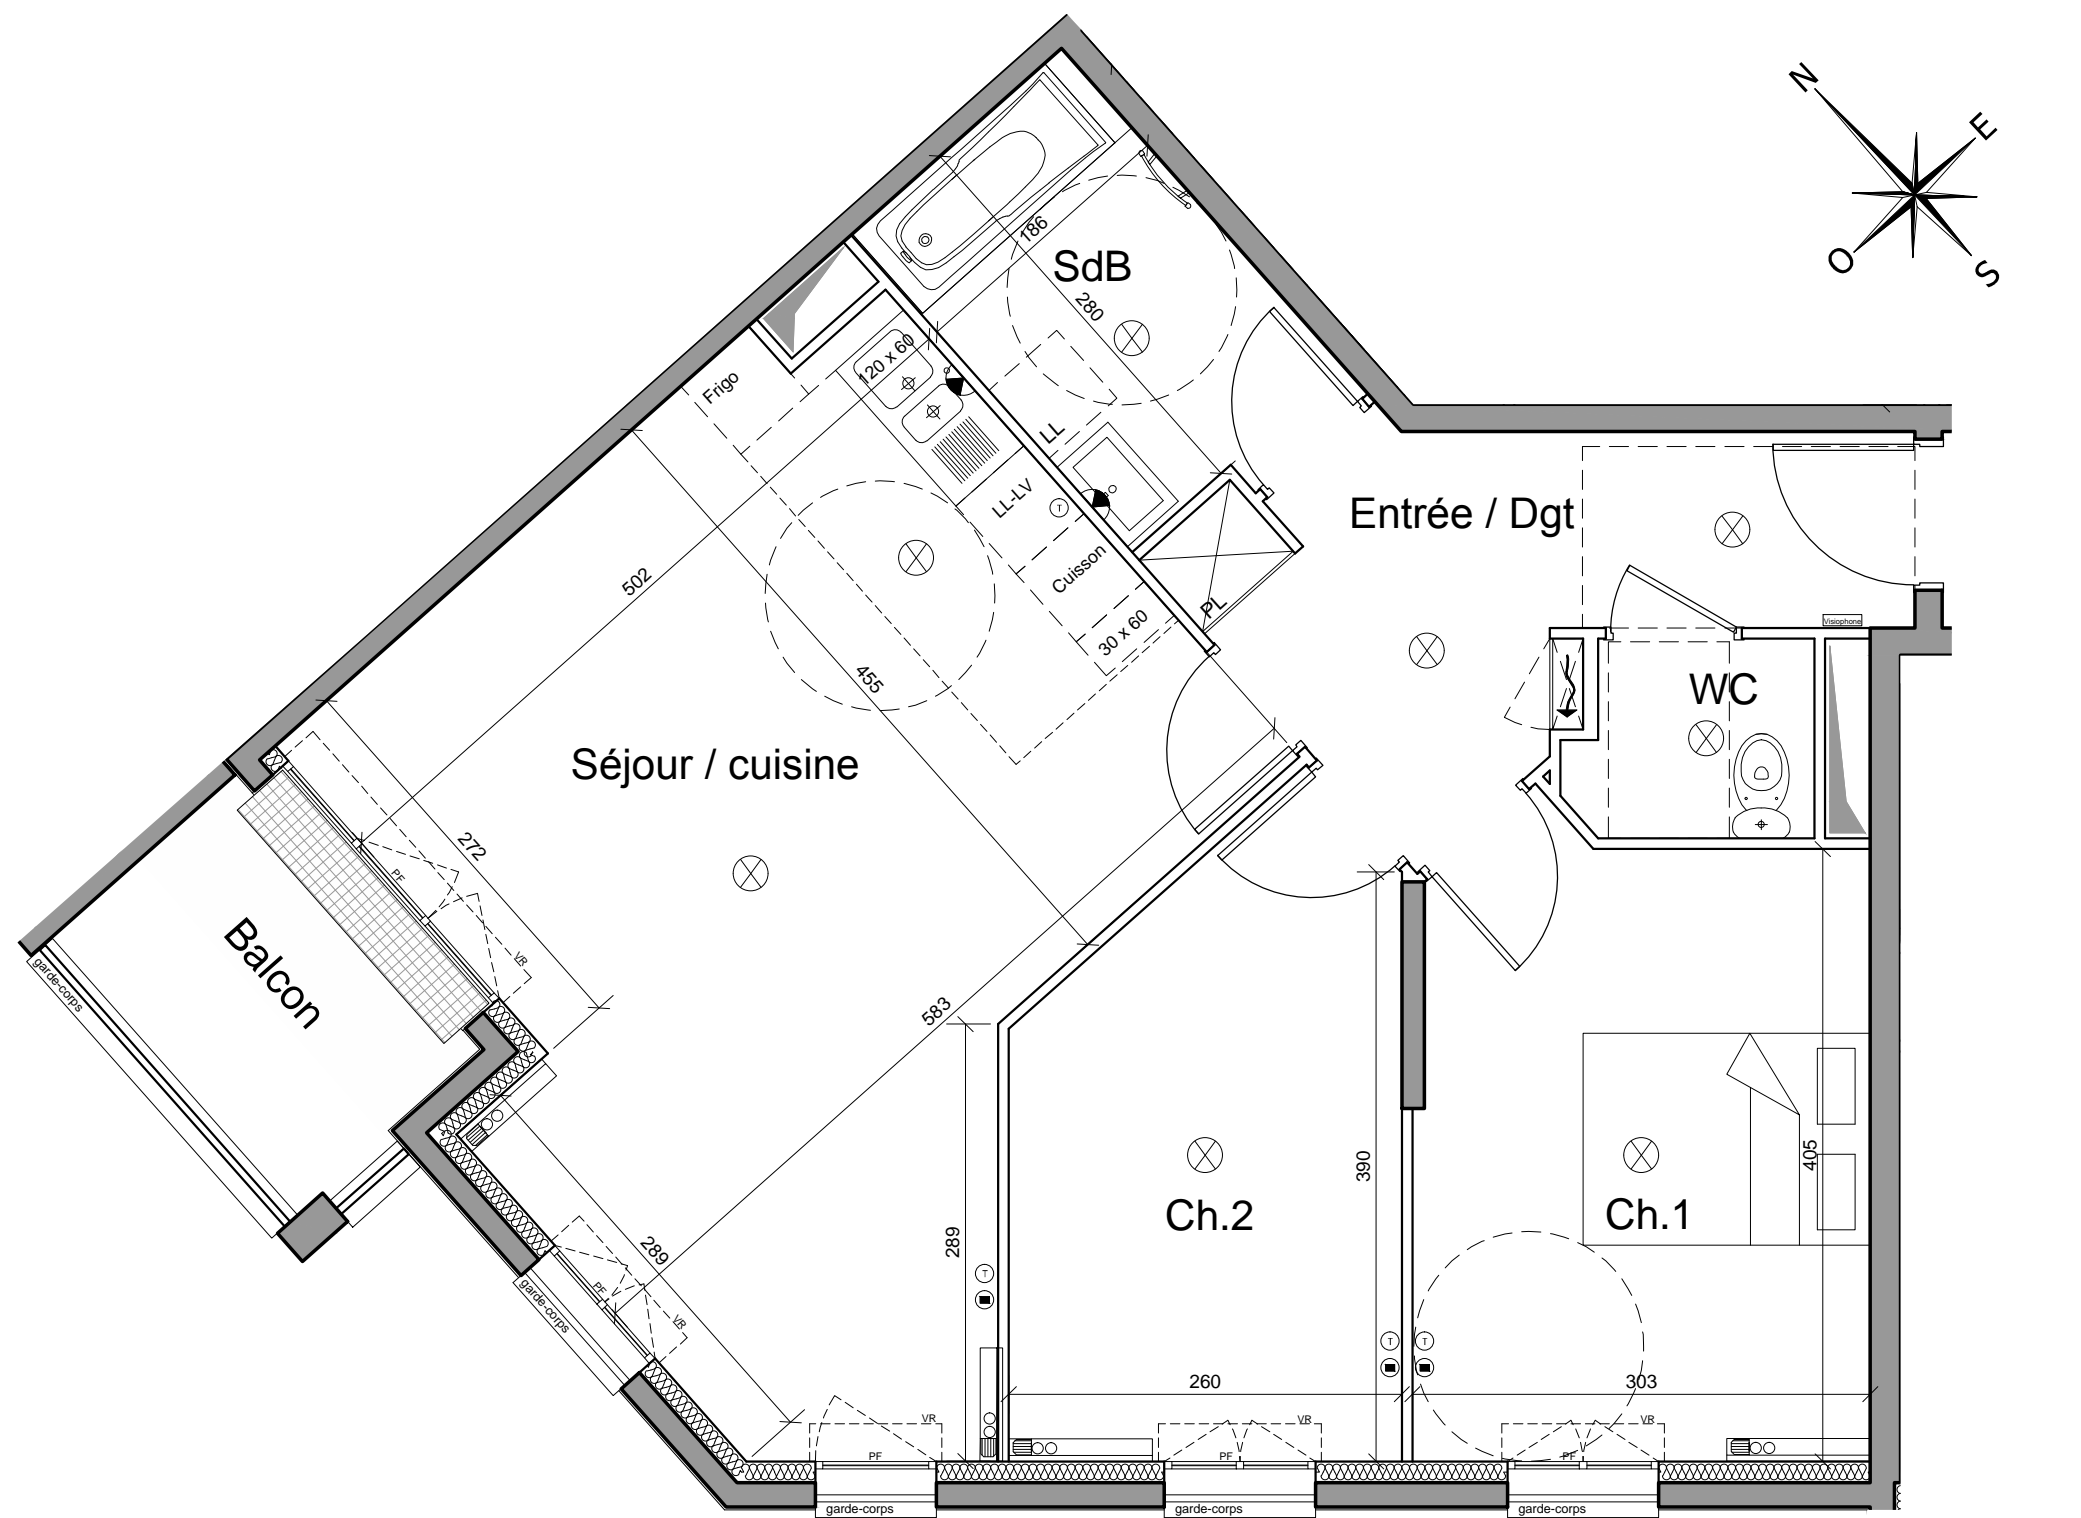 N
E
O
S
186
SdB
280
120 x 60
Frigo
LL
LL-LV
T
Cuisson
30 x 60
PL
Entrée / Dgt
Visiophone
WC
502
455
Séjour / cuisine
272
PF
VR
Balcon
garde-corps
583
289
PF
VR
garde-corps
289
T
390
Ch.2
405
Ch.1
T
T
260
303
VR
PF
garde-corps
VR
PF
garde-corps
VR
PF
garde-corps